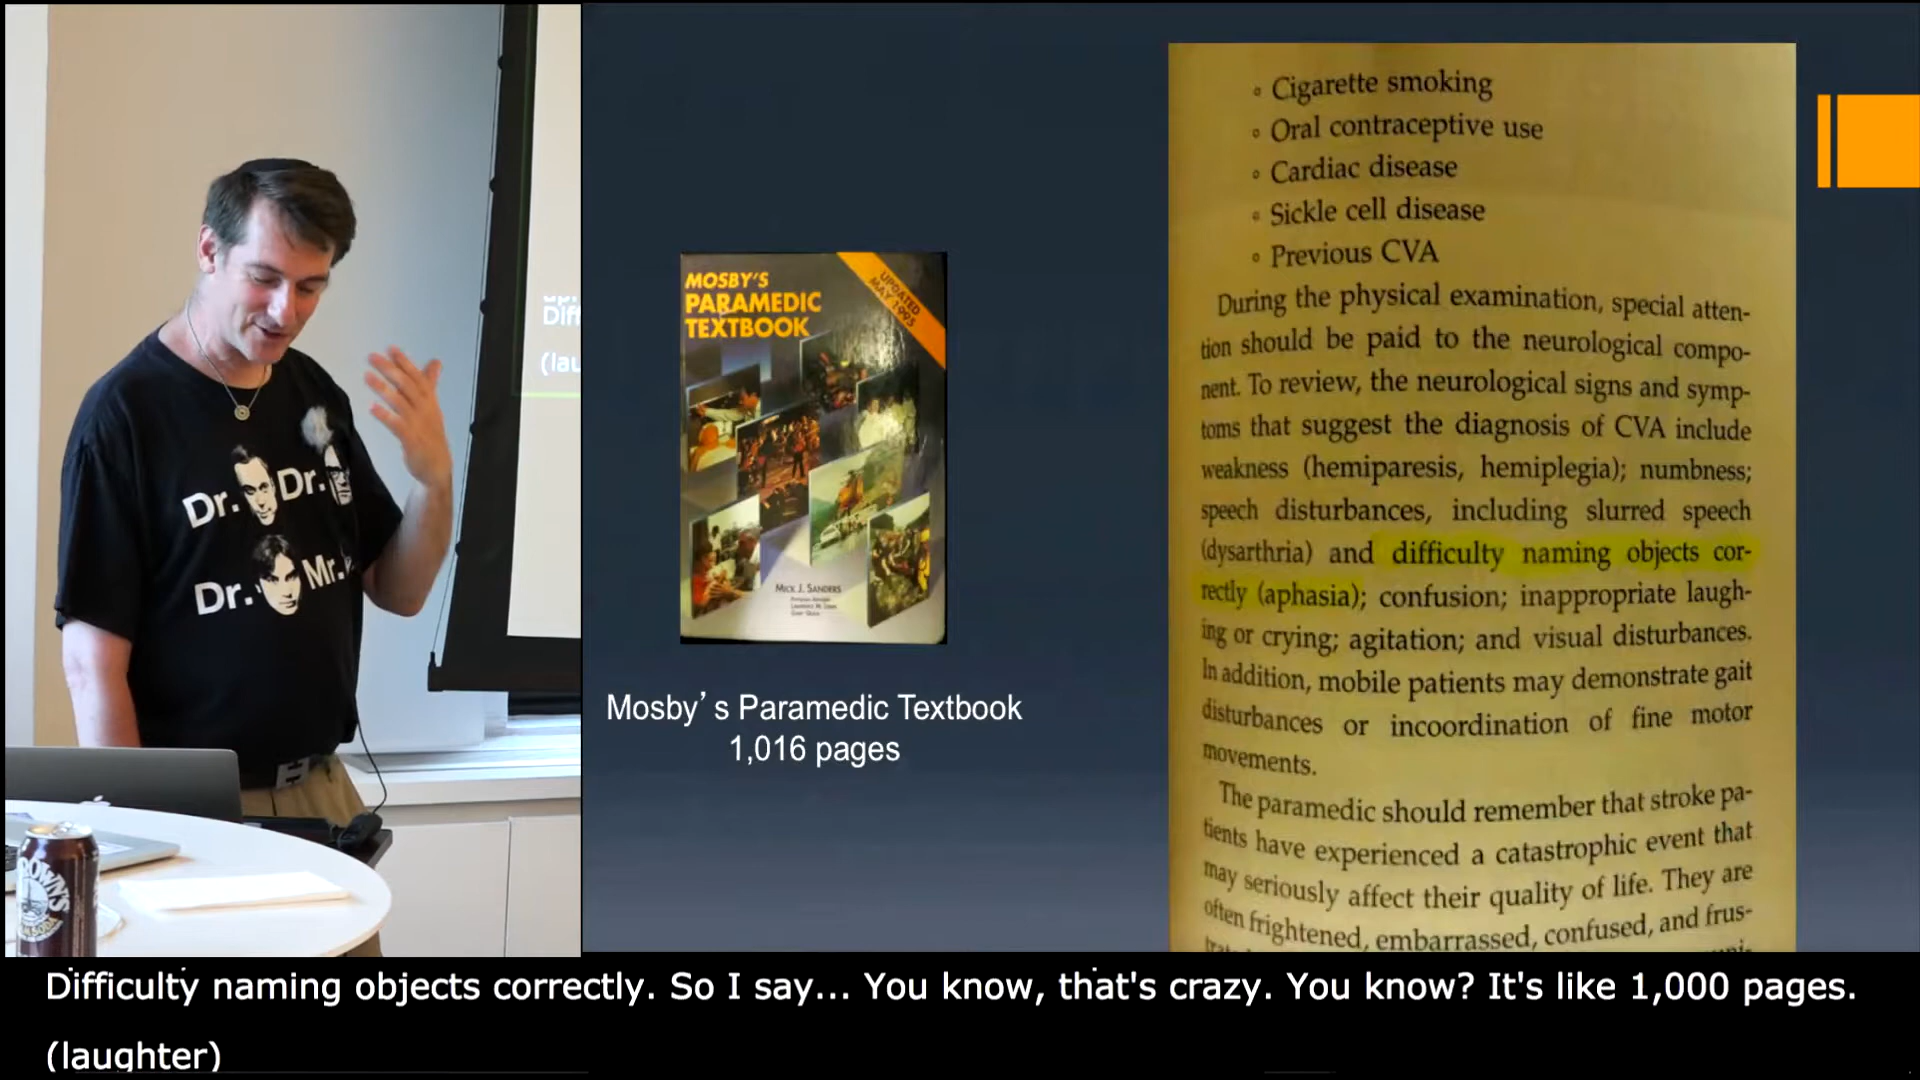 Dr.
Dr.
Dr.
Mr.
Dif
(lau
MOSBY'S
PARAMEDIC
TEXTBOOK
UPDATED
MAY 1995
MICK J. SANDERS
Mosby's Paramedic Textbook
1,016 pages
◦ Cigarette smoking
◦ Oral contraceptive use
◦ Cardiac disease
◦ Sickle cell disease
◦ Previous CVA
During the physical examination, special atten-
tion should be paid to the neurological compo-
nent. To review, the neurological signs and symp-
toms that suggest the diagnosis of CVA include
weakness (hemiparesis, hemiplegia); numbness;
speech disturbances, including slurred speech
(dysarthria) and difficulty naming objects cor-
rectly (aphasia); confusion; inappropriate laugh-
ing or crying; agitation; and visual disturbances.
In addition, mobile patients may demonstrate gait
disturbances or incoordination of fine motor
movements.
The paramedic should remember that stroke pa-
tients have experienced a catastrophic event that
may seriously affect their quality of life. They are
often frightened, embarrassed, confused, and frus-
Difficulty naming objects correctly. So I say... You know, that's crazy. You know? It's like 1,000 pages.
(laughter)